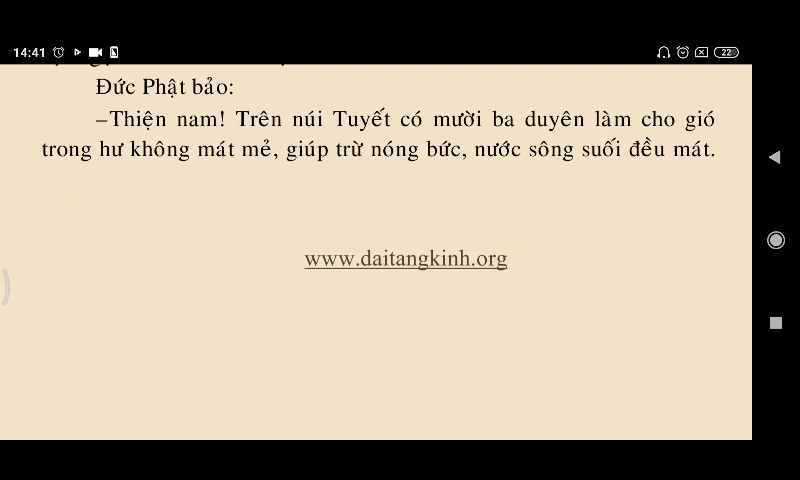 14:41
22
Đức Phật bảo:
–Thiện nam! Trên núi Tuyết có mười ba duyên làm cho gió
trong hư không mát mẻ, giúp trừ nóng bức, nước sông suối đều mát.
www.daitangkinh.org